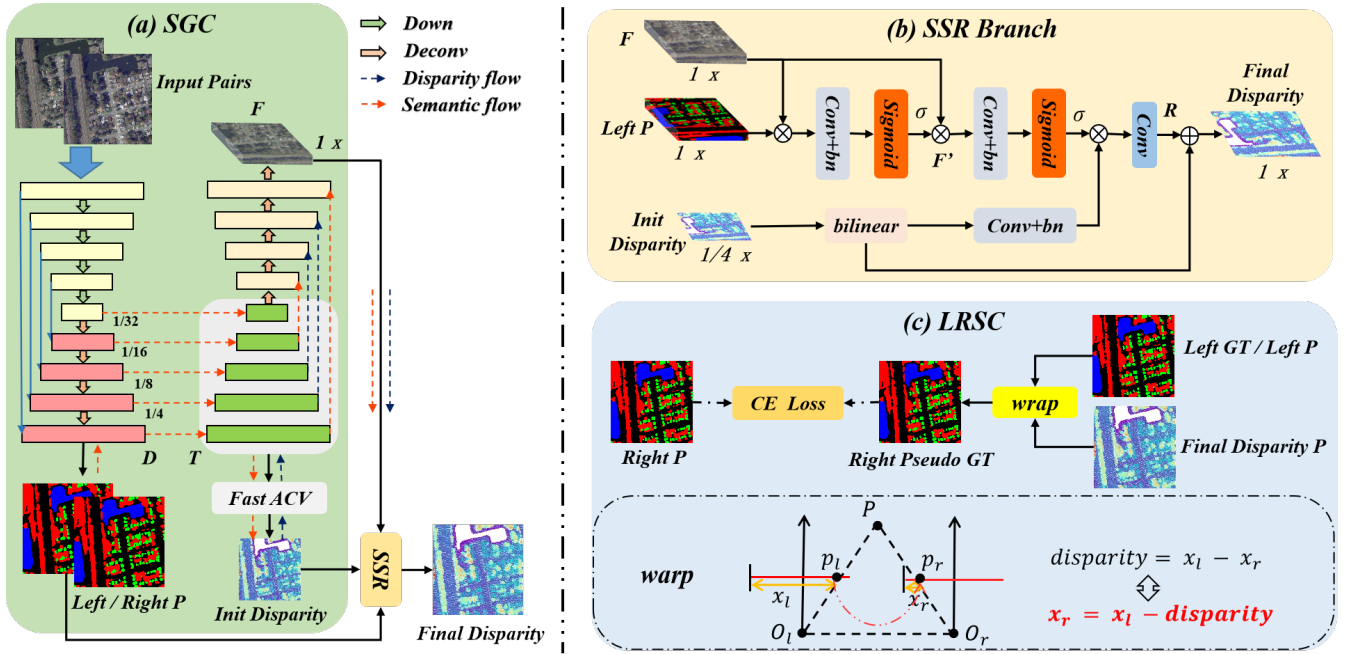 (a) SGC
Input Pairs
F
1 x
1/32
1/16
1/8
1/4
D
T
Fast ACV
Left / Right P
Init Disparity
SSR
Final Disparity
Down
Deconv
Disparity flow
Semantic flow
(b) SSR Branch
F
1 x
Left P
1 x
Conv+bn
Sigmoid
σ
F'
Conv+bn
Sigmoid
σ
Conv
R
Final
Disparity
1 x
Init
Disparity
1/4 x
bilinear
Conv+bn
(c) LRSC
Right P
CE Loss
Right Pseudo GT
wrap
Left GT / Left P
Final Disparity P
warp
P
p_l
p_r
x_l
x_r
O_l
O_r
disparity = x_l − x_r
x_r = x_l − disparity